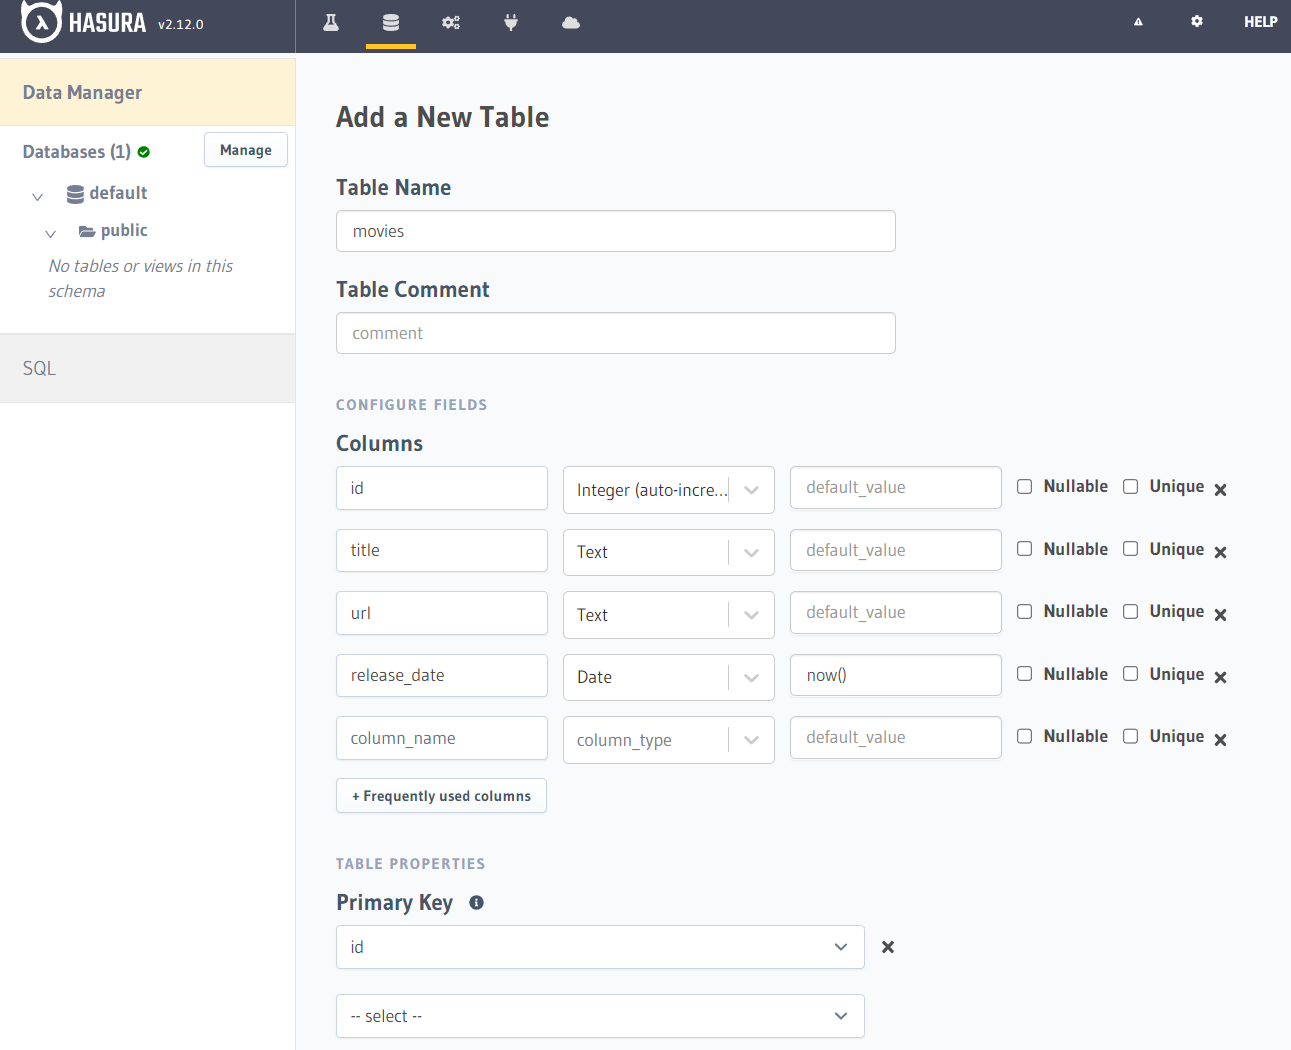 HASURA v2.12.0
HELP
Data Manager
Databases (1)
Manage
default
public
No tables or views in this
schema
SQL
Add a New Table
Table Name
movies
Table Comment
comment
CONFIGURE FIELDS
Columns
id Integer (auto-incre... default_value Nullable Unique
title Text default_value Nullable Unique
url Text default_value Nullable Unique
release_date Date now() Nullable Unique
column_name column_type default_value Nullable Unique
+ Frequently used columns
TABLE PROPERTIES
Primary Key
id
-- select --